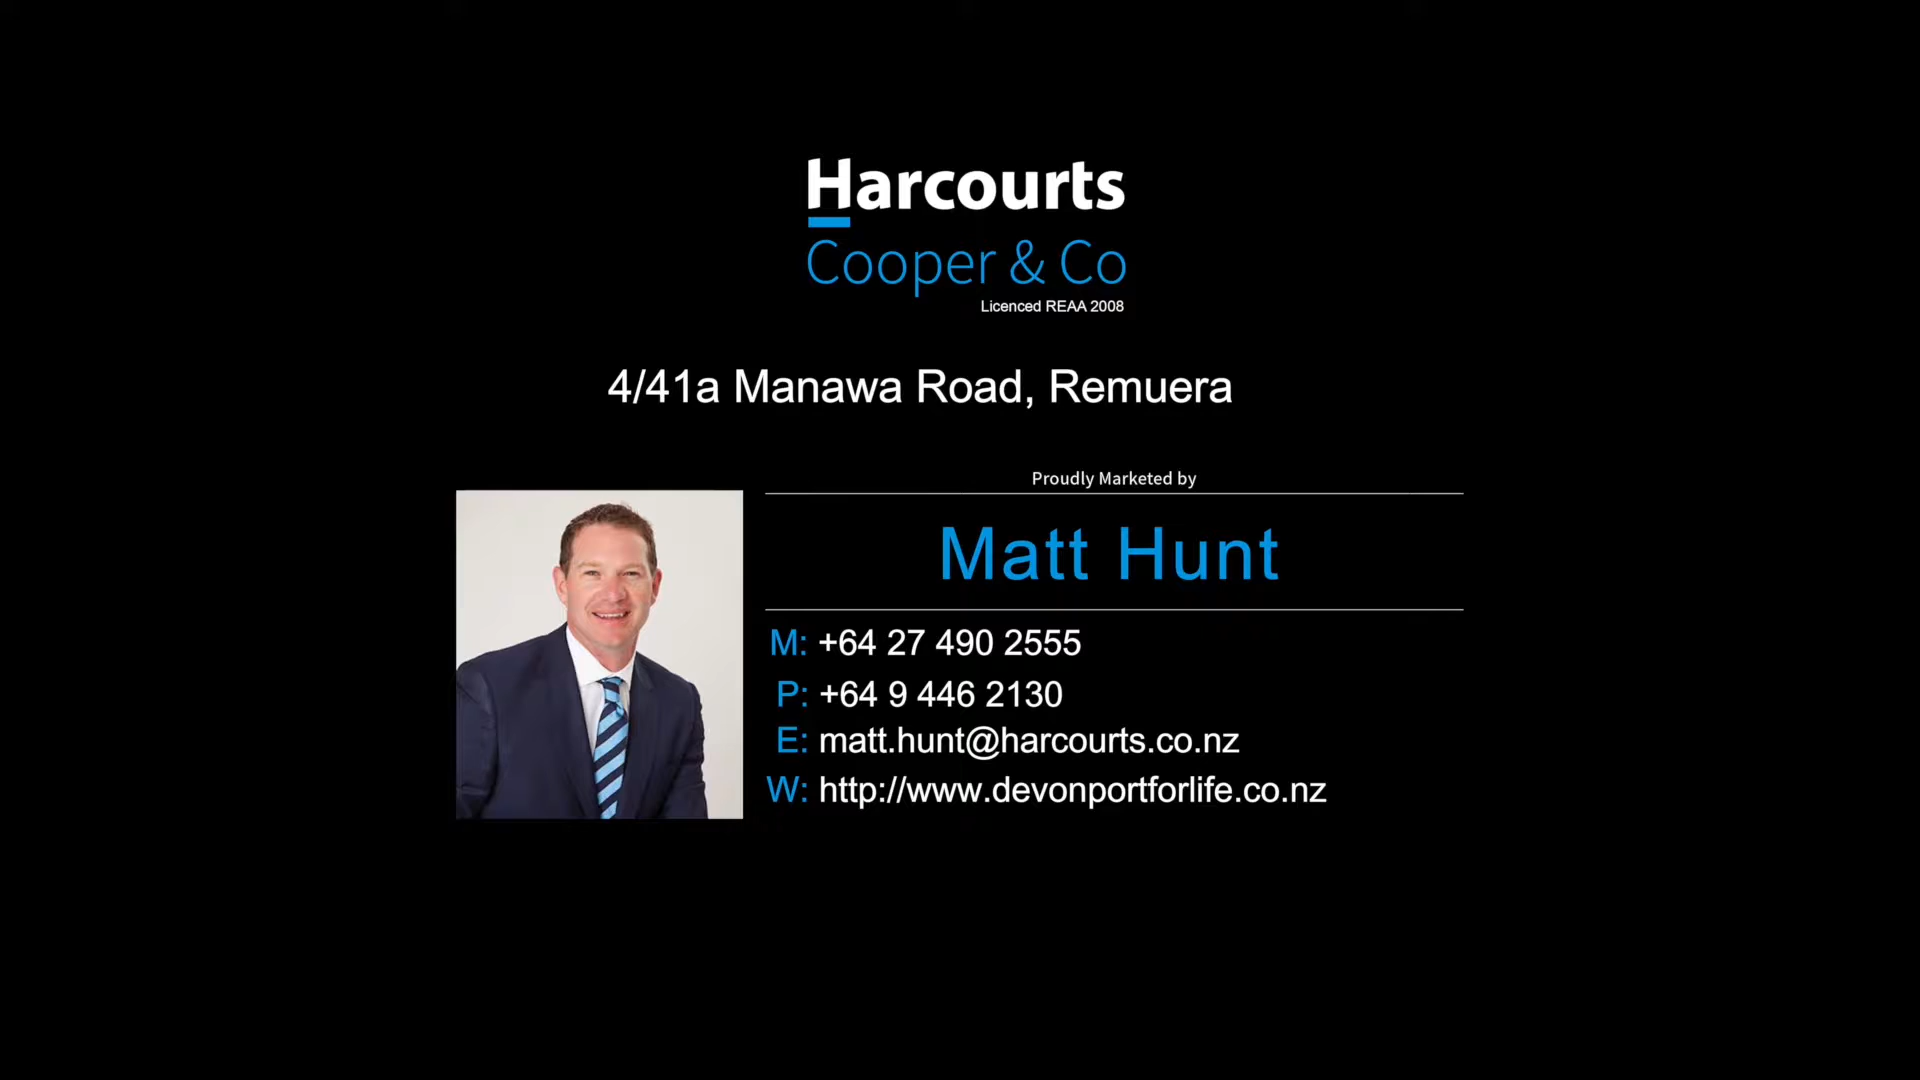 Harcourts
Cooper & Co
Licenced REAA 2008
4/41a Manawa Road, Remuera
Proudly Marketed by
Matt Hunt
M: +64 27 490 2555
P: +64 9 446 2130
E: matt.hunt@harcourts.co.nz
W: http://www.devonportforlife.co.nz